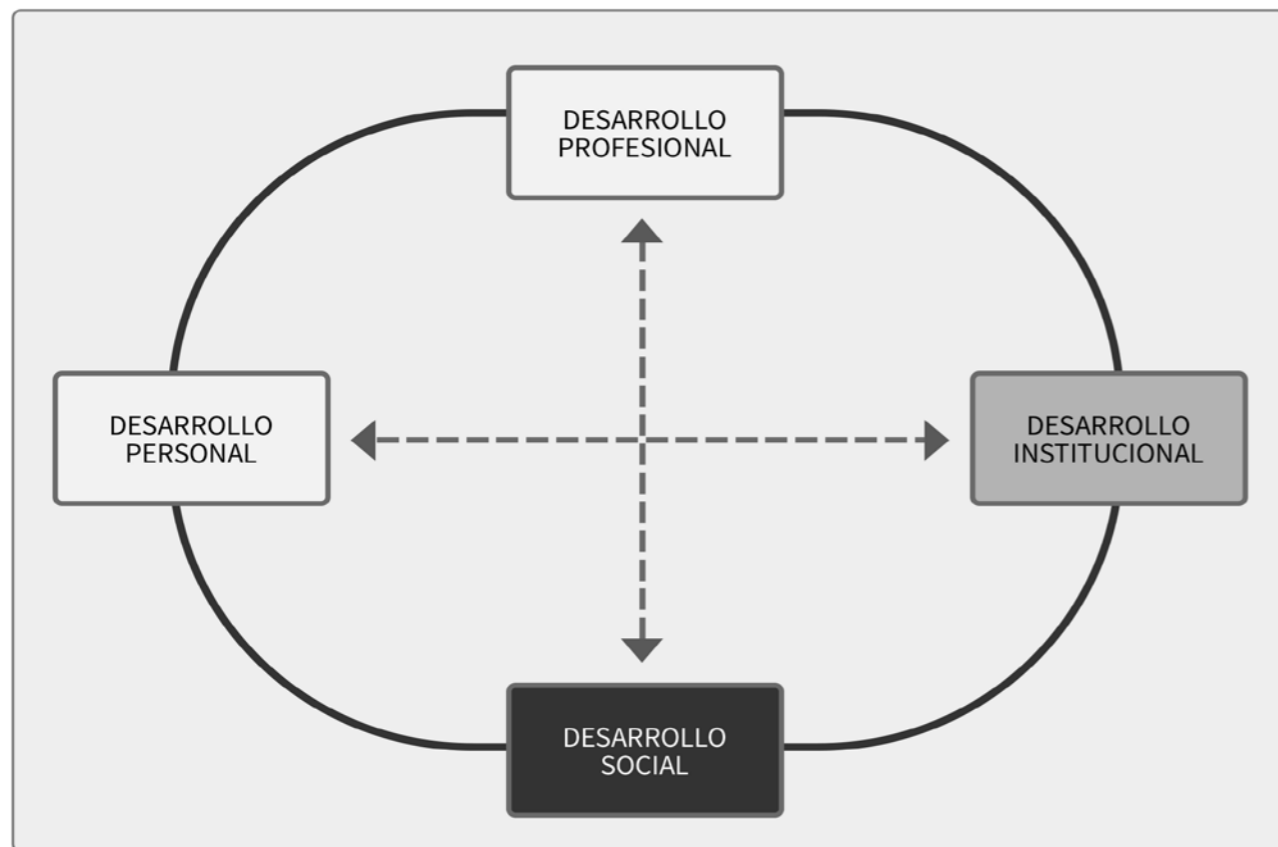 DESARROLLO
PROFESIONAL
DESARROLLO
PERSONAL
DESARROLLO
INSTITUCIONAL
DESARROLLO
SOCIAL